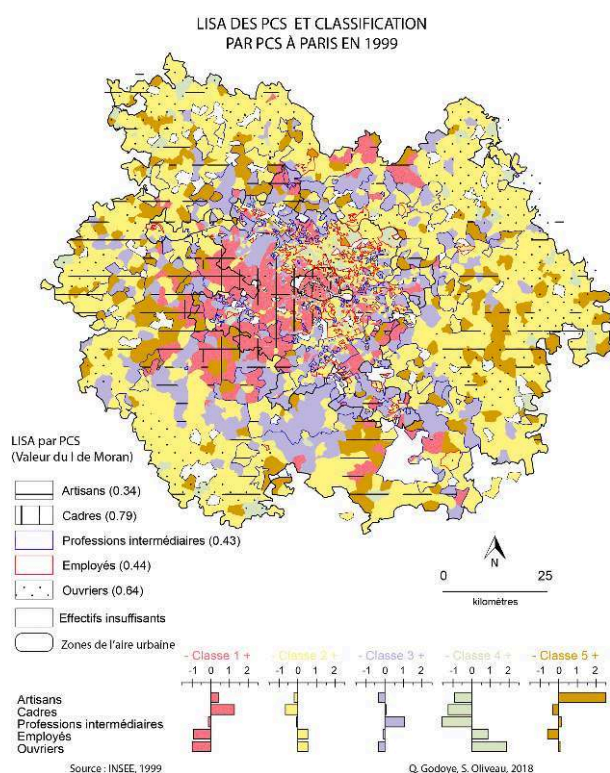 LISA DES PCS ET CLASSIFICATION
PAR PCS À PARIS EN 1999
LISA par PCS
(Valeur du I de Moran)
Artisans (0.34)
Cadres (0.79)
Professions intermédiaires (0.43)
Employés (0.44)
Ouvriers (0.64)
Effectifs insuffisants
Zones de l'aire urbaine
N
0 25
kilomètres
- Classe 1 + - Classe 2 + - Classe 3 + - Classe 4 + - Classe 5 +
-1 0 1 2 -1 0 1 2 -1 0 1 2 -1 0 1 2 -1 0 1 2
Artisans
Cadres
Professions intermédiaires
Employés
Ouvriers
Source : INSEE, 1999 Q. Godoye, S. Oliveau, 2018